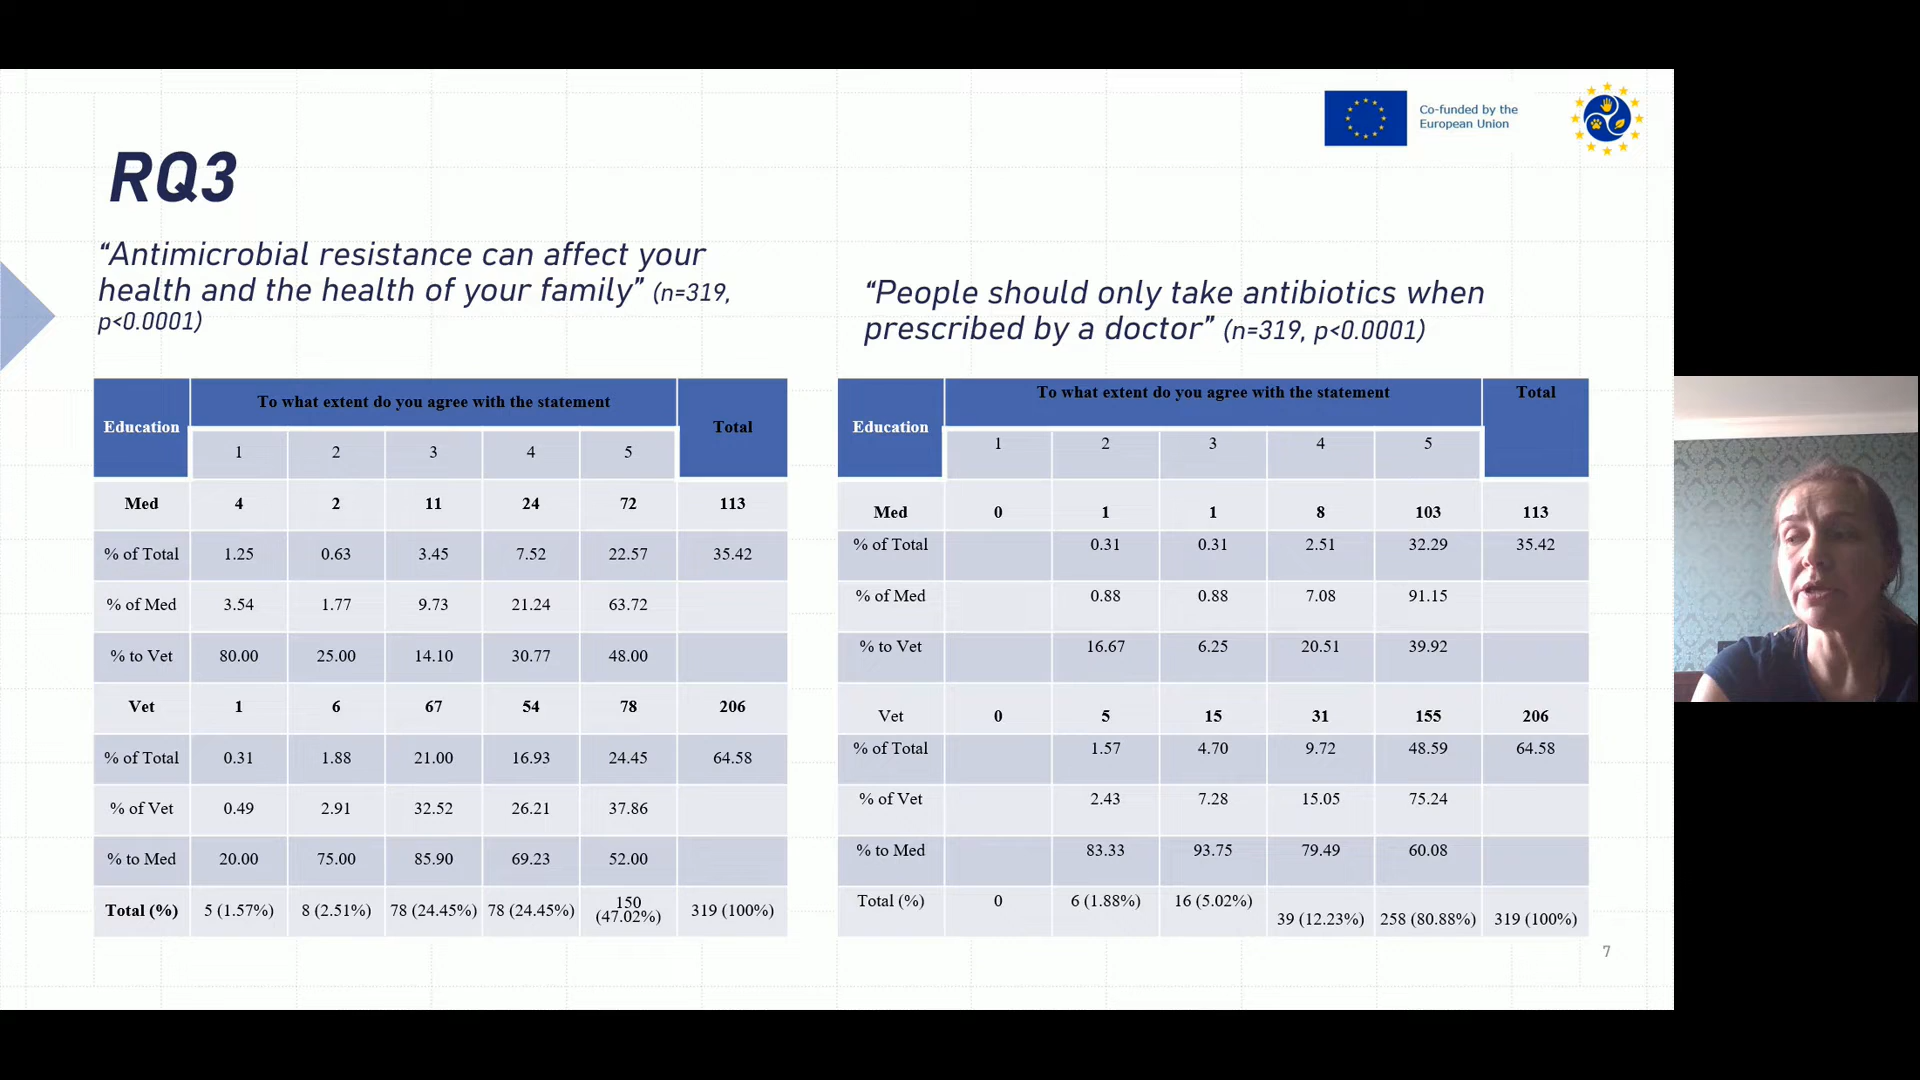 Co-funded by the
European Union
RQ3
“Antimicrobial resistance can affect your
health and the health of your family” (n=319,
p<0.0001)
Education To what extent do you agree with the statement Total
1 2 3 4 5
Med 4 2 11 24 72 113
% of Total 1.25 0.63 3.45 7.52 22.57 35.42
% of Med 3.54 1.77 9.73 21.24 63.72
% to Vet 80.00 25.00 14.10 30.77 48.00
Vet 1 6 67 54 78 206
% of Total 0.31 1.88 21.00 16.93 24.45 64.58
% of Vet 0.49 2.91 32.52 26.21 37.86
% to Med 20.00 75.00 85.90 69.23 52.00
Total (%) 5 (1.57%) 8 (2.51%) 78 (24.45%) 78 (24.45%) 150 (47.02%) 319 (100%)
“People should only take antibiotics when
prescribed by a doctor” (n=319, p<0.0001)
Education To what extent do you agree with the statement Total
1 2 3 4 5
Med 0 1 1 8 103 113
% of Total 0.31 0.31 2.51 32.29 35.42
% of Med 0.88 0.88 7.08 91.15
% to Vet 16.67 6.25 20.51 39.92
Vet 0 5 15 31 155 206
% of Total 1.57 4.70 9.72 48.59 64.58
% of Vet 2.43 7.28 15.05 75.24
% to Med 83.33 93.75 79.49 60.08
Total (%) 0 6 (1.88%) 16 (5.02%) 39 (12.23%) 258 (80.88%) 319 (100%)
7